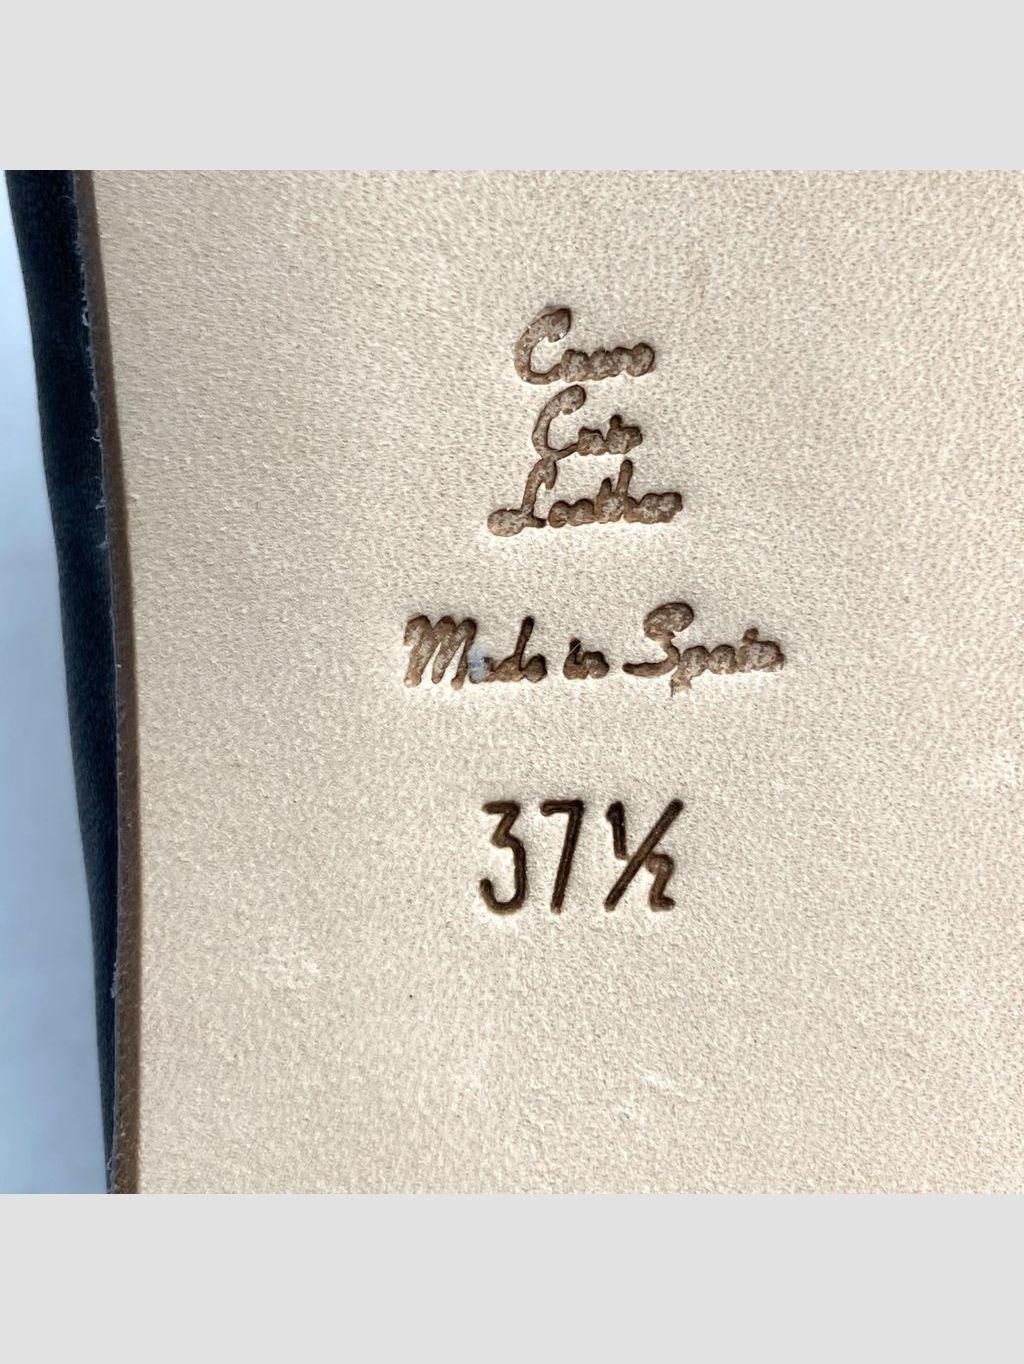 Cuero
Cuir
Leather
Made in Spain
37½